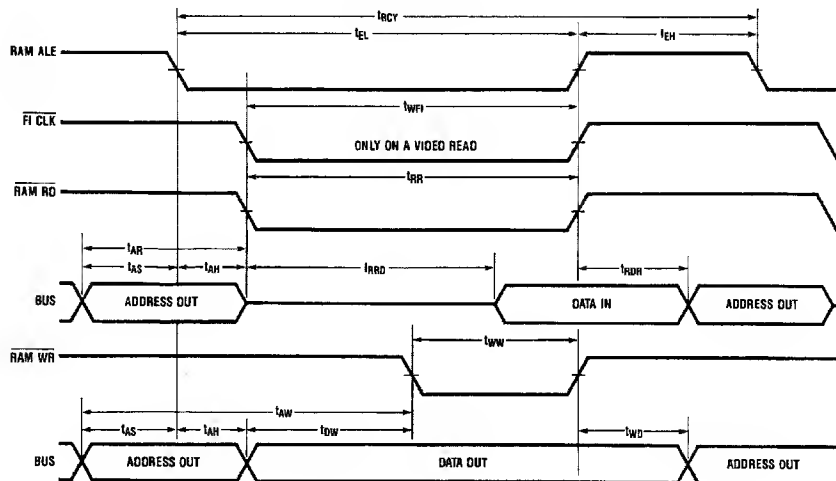 tRCY
tEL tEH
RAM ALE
tWFI
FI CLK ONLY ON A VIDEO READ
tRR
RAM RD
tAR
tAS tAH tRRD tRDR
BUS ADDRESS OUT DATA IN ADDRESS OUT
tWW
RAM WR
tAW
tAS tAH tDW tWD
BUS ADDRESS OUT DATA OUT ADDRESS OUT